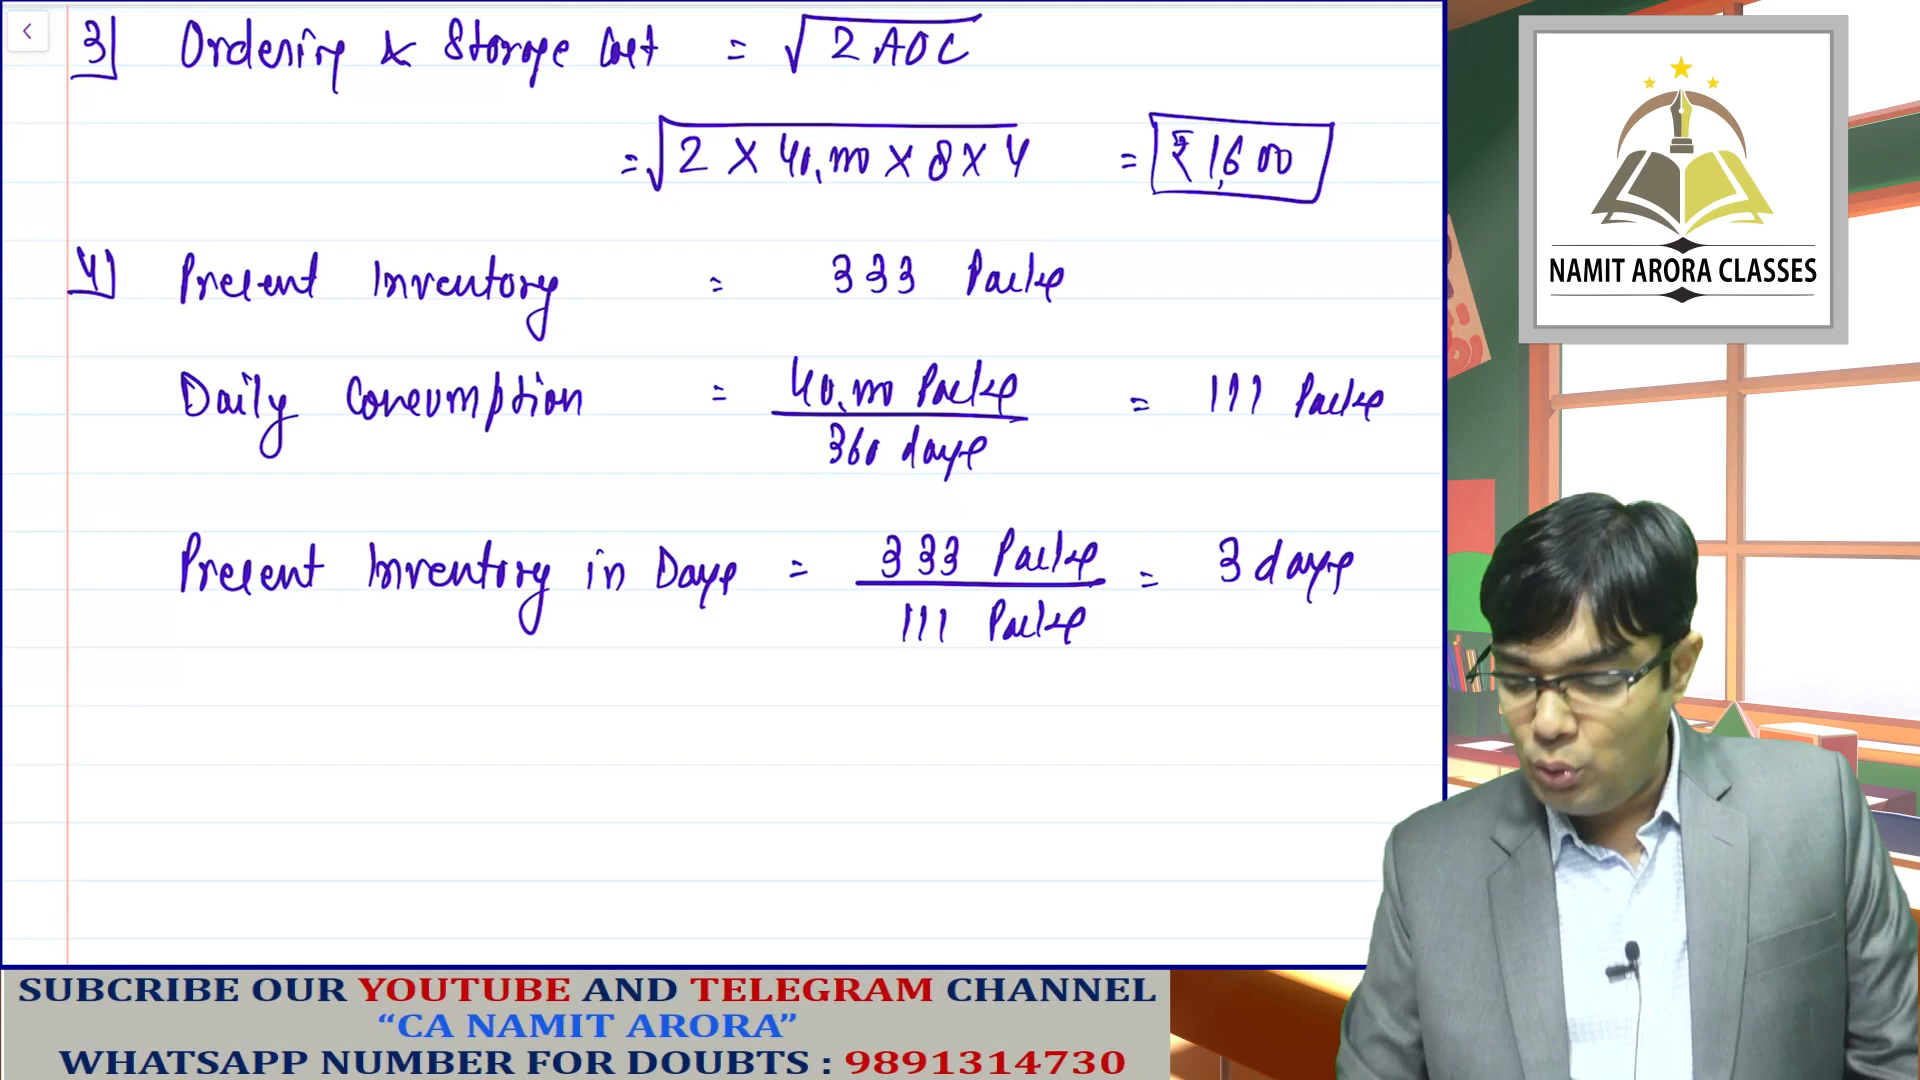 3] Ordering & Storage Cost = √2AOC
= √2 X 40,000 X 8 X 4 = ₹1,600
4] Present Inventory = 333 Packs
Daily Consumption = 40,000 Packs / 360 days = 111 Packs
Present Inventory in Days = 333 Packs / 111 Packs = 3 days
NAMIT ARORA CLASSES
SUBCRIBE OUR YOUTUBE AND TELEGRAM CHANNEL
“CA NAMIT ARORA”
WHATSAPP NUMBER FOR DOUBTS : 9891314730